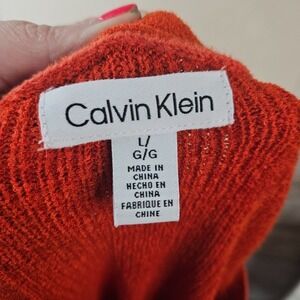 Calvin Klein
L/
G/G
MADE IN
CHINA
HECHO EN
CHINA
FABRIQUE EN
CHINE